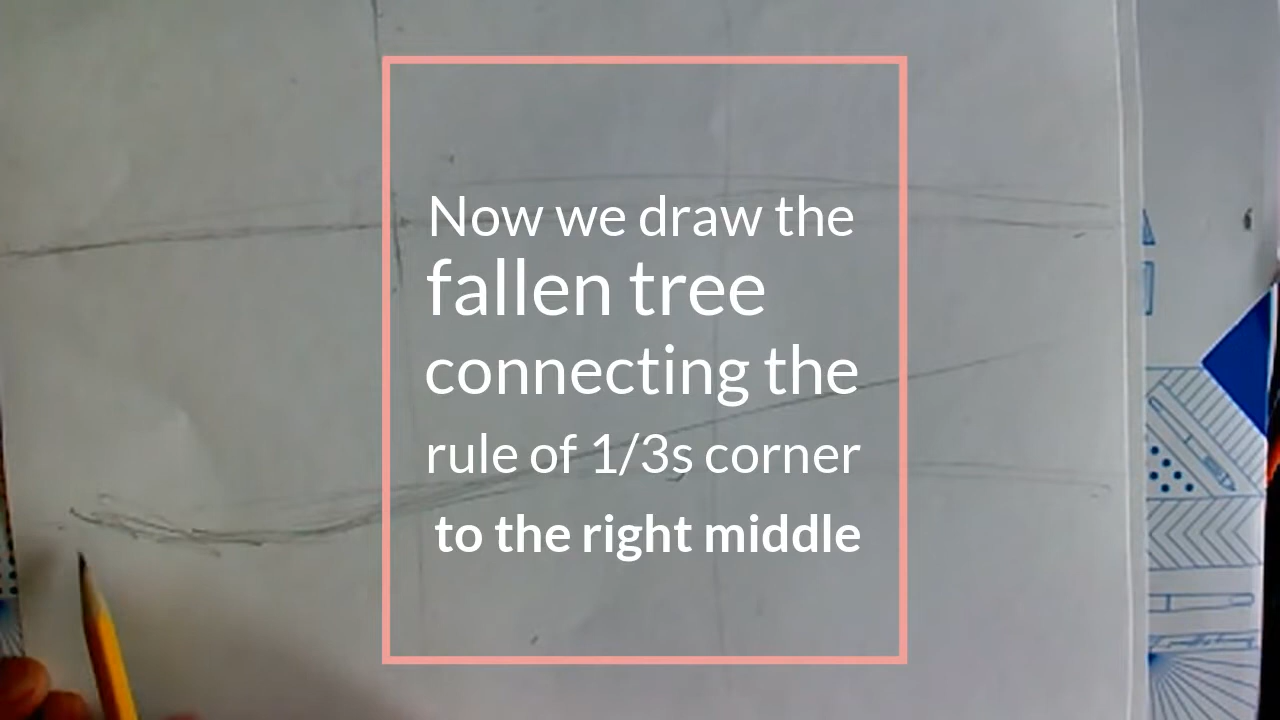 Now we draw the
fallen tree
connecting the
rule of 1/3s corner
to the right middle